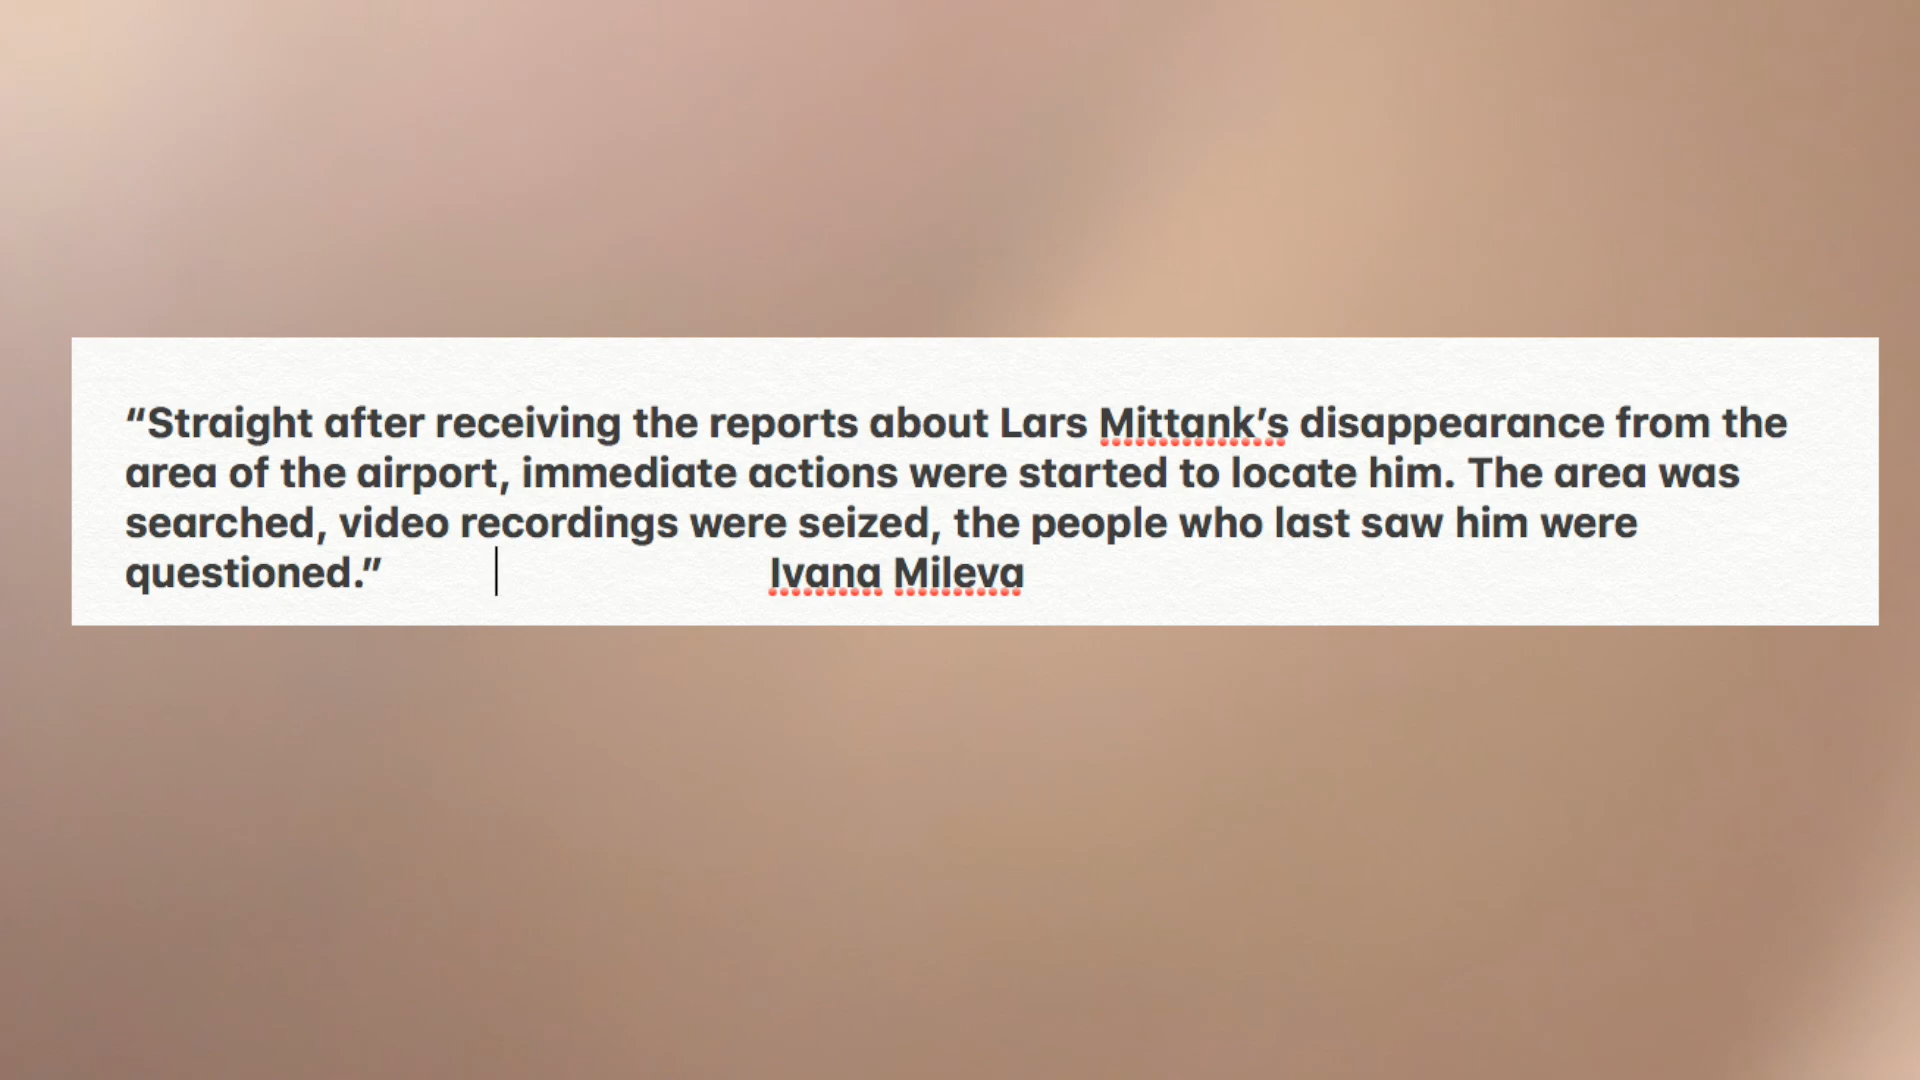 “Straight after receiving the reports about Lars Mittank’s disappearance from the
area of the airport, immediate actions were started to locate him. The area was
searched, video recordings were seized, the people who last saw him were
questioned.” Ivana Mileva